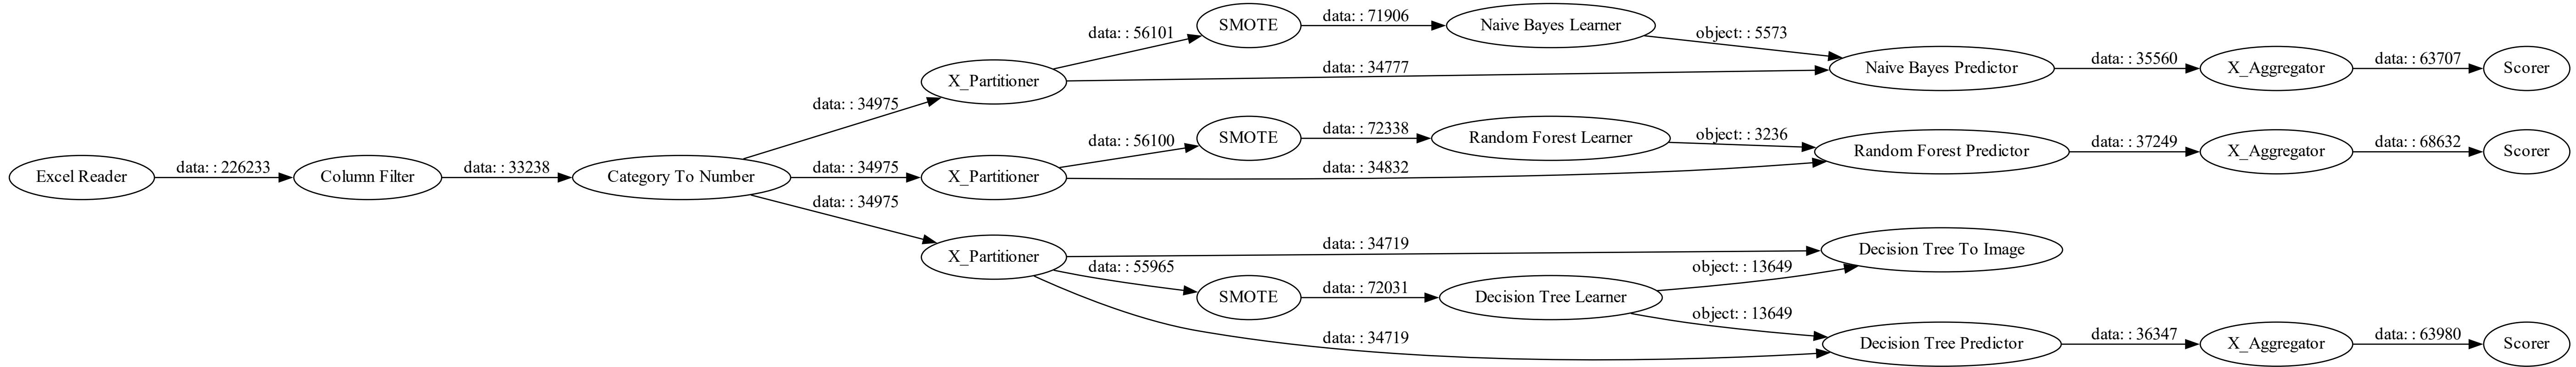 Excel Reader
data: : 226233
Column Filter
data: : 33238
Category To Number
data: : 34975
X_Partitioner
data: : 56101
SMOTE
data: : 71906
Naive Bayes Learner
object: : 5573
data: : 34777
Naive Bayes Predictor
data: : 35560
X_Aggregator
data: : 63707
Scorer
data: : 34975
X_Partitioner
data: : 56100
SMOTE
data: : 72338
Random Forest Learner
object: : 3236
data: : 34832
Random Forest Predictor
data: : 37249
X_Aggregator
data: : 68632
Scorer
data: : 34975
X_Partitioner
data: : 34719
Decision Tree To Image
data: : 55965
SMOTE
data: : 72031
Decision Tree Learner
object: : 13649
object: : 13649
data: : 34719
Decision Tree Predictor
data: : 36347
X_Aggregator
data: : 63980
Scorer